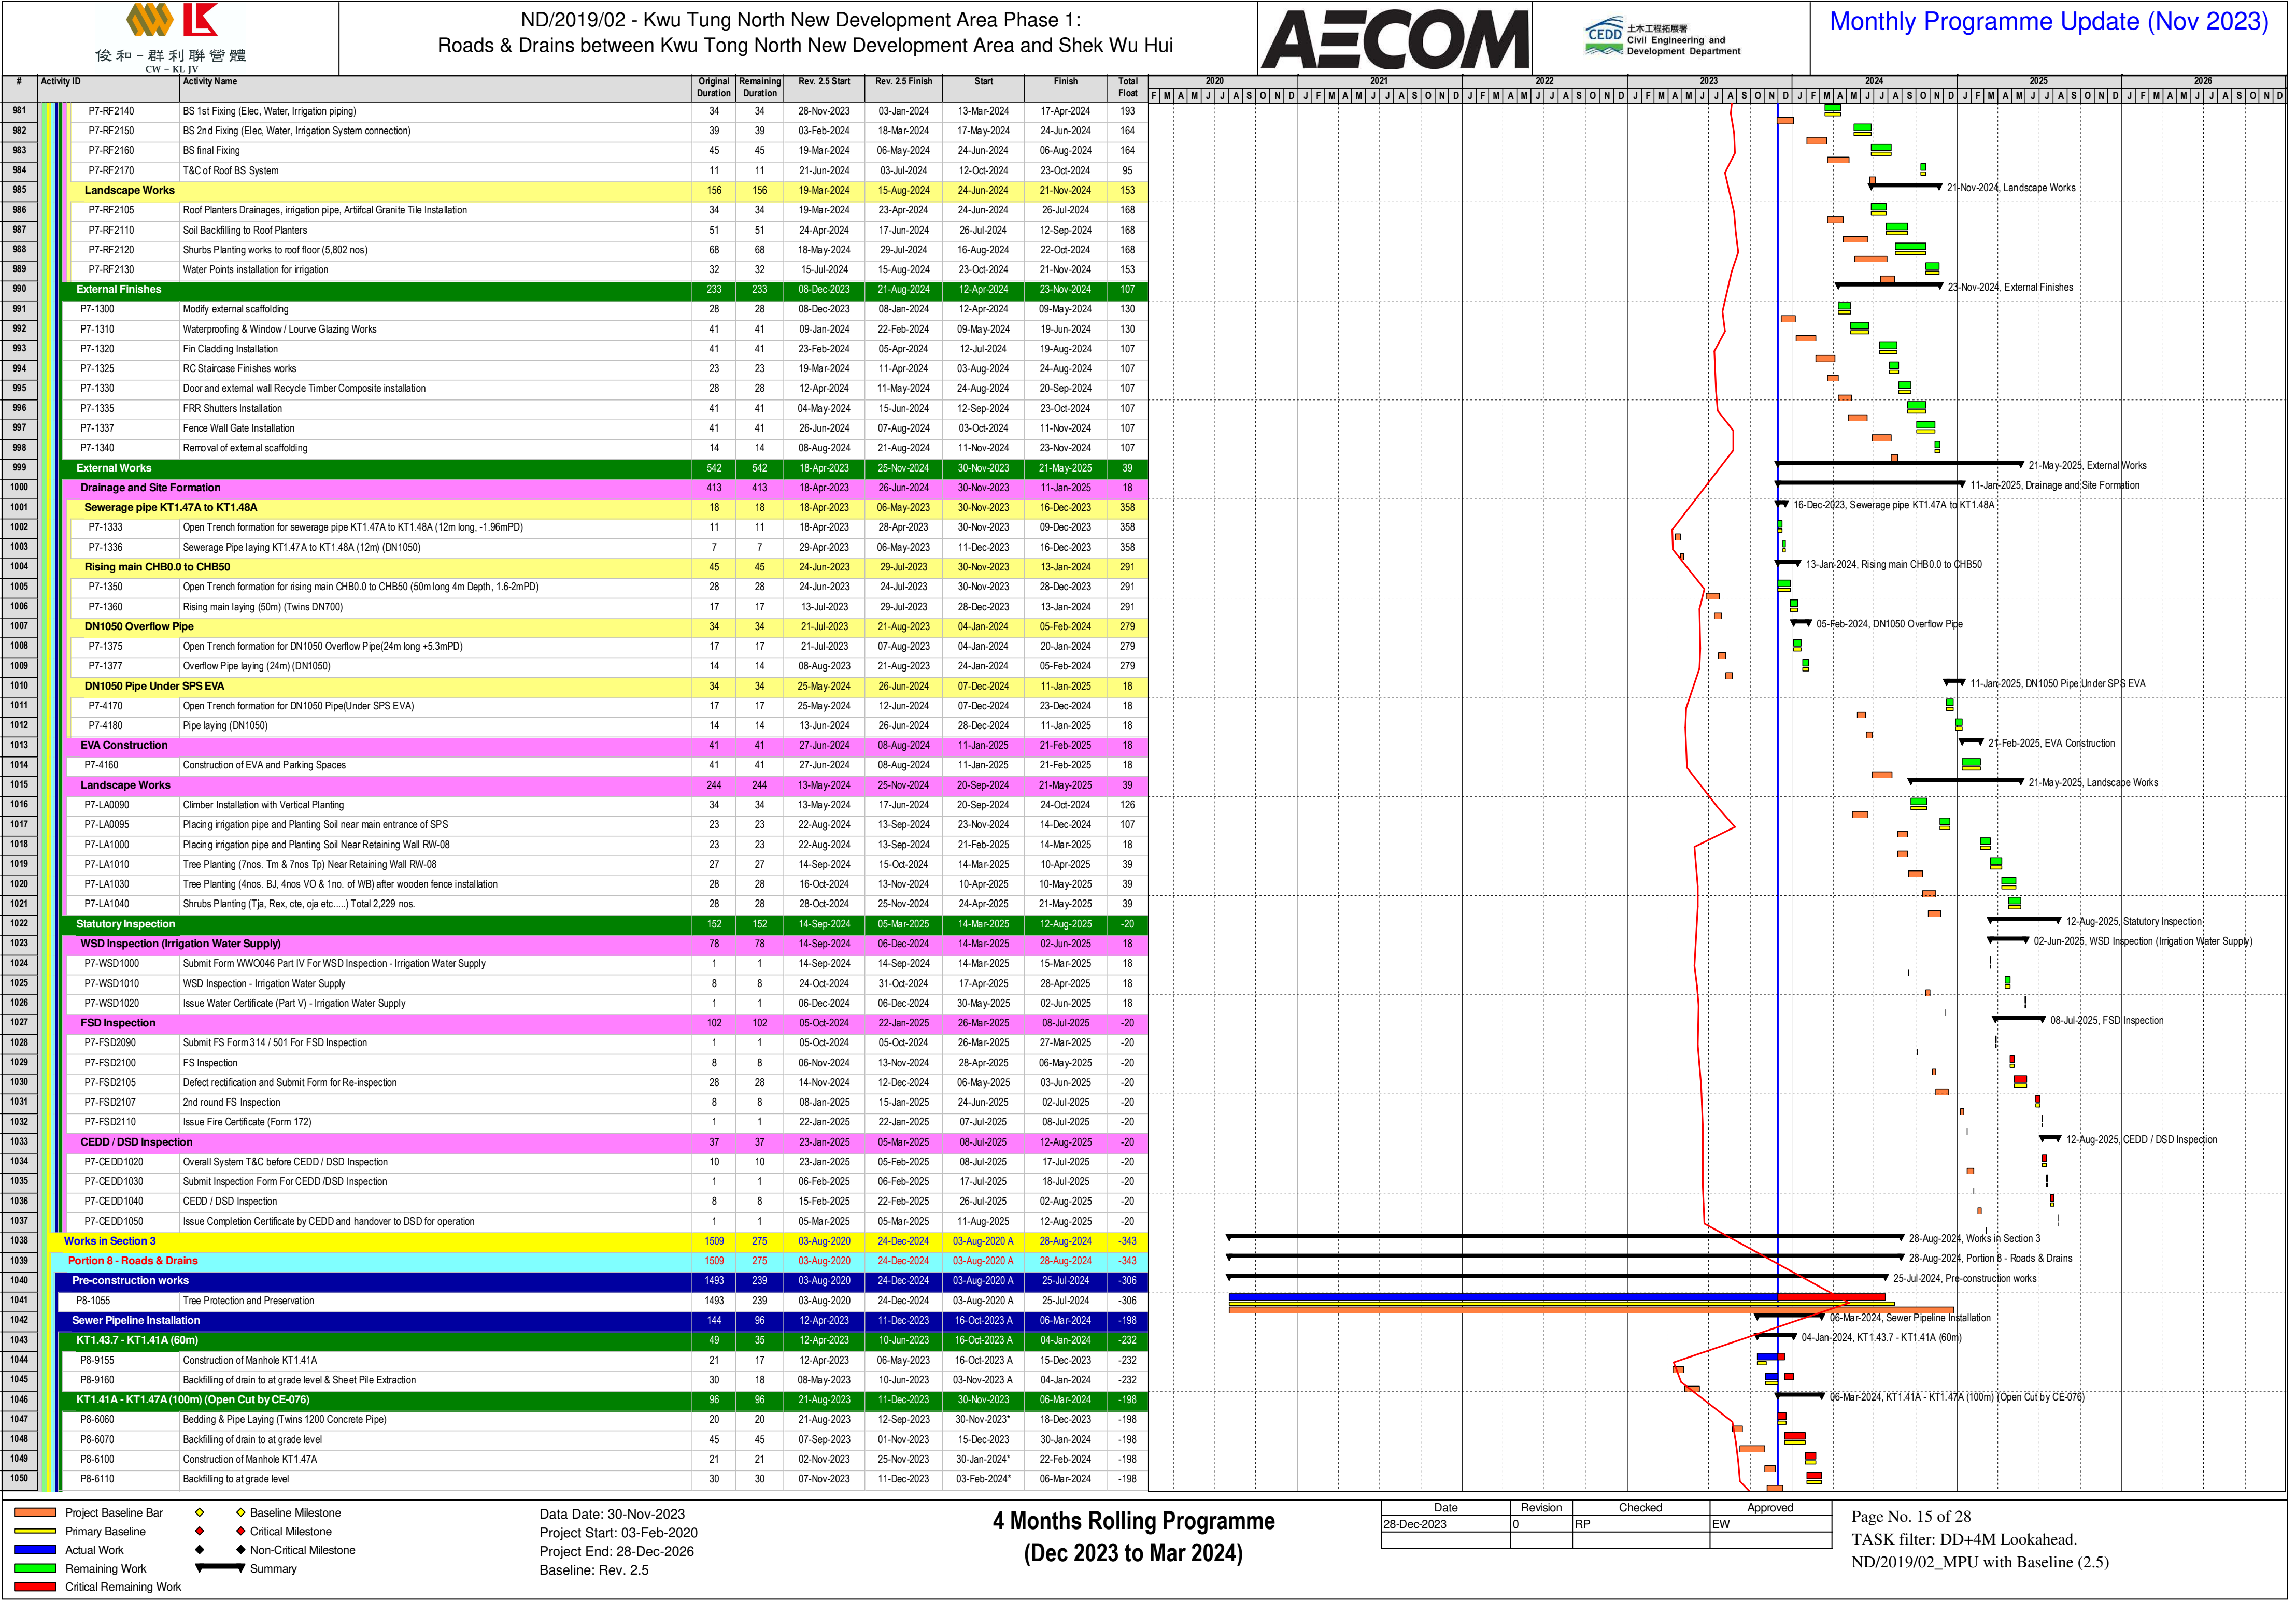 俊和-群利聯營體
CW - KL JV
ND/2019/02 - Kwu Tung North New Development Area Phase 1:
Roads & Drains between Kwu Tong North New Development Area and Shek Wu Hui
AECOM
CEDD 土木工程拓展署
Civil Engineering and
Development Department
Monthly Programme Update (Nov 2023)
# Activity ID Activity Name Original Duration Remaining Duration Rev. 2.5 Start Rev. 2.5 Finish Start Finish Total Float 2020 2021 2022 2023 2024 2025 2026
F M A M J J A S O N D J F M A M J J A S O N D J F M A M J J A S O N D J F M A M J J A S O N D J F M A M J J A S O N D J F M A M J J A S O N D J F M A M J J A S O N D
981 P7-RF2140 BS 1st Fixing (Elec, Water, Irrigation piping) 34 34 28-Nov-2023 03-Jan-2024 13-Mar-2024 17-Apr-2024 193
982 P7-RF2150 BS 2nd Fixing (Elec, Water, Irrigation System connection) 39 39 03-Feb-2024 18-Mar-2024 17-May-2024 24-Jun-2024 164
983 P7-RF2160 BS final Fixing 45 45 19-Mar-2024 06-May-2024 24-Jun-2024 06-Aug-2024 164
984 P7-RF2170 T&C of Roof BS System 11 11 21-Jun-2024 03-Jul-2024 12-Oct-2024 23-Oct-2024 95
985 Landscape Works 156 156 19-Mar-2024 15-Aug-2024 24-Jun-2024 21-Nov-2024 153 21-Nov-2024, Landscape Works
986 P7-RF2105 Roof Planters Drainages, irrigation pipe, Artiifcal Granite Tile Installation 34 34 19-Mar-2024 23-Apr-2024 24-Jun-2024 26-Jul-2024 168
987 P7-RF2110 Soil Backfilling to Roof Planters 51 51 24-Apr-2024 17-Jun-2024 26-Jul-2024 12-Sep-2024 168
988 P7-RF2120 Shurbs Planting works to roof floor (5,802 nos) 68 68 18-May-2024 29-Jul-2024 16-Aug-2024 22-Oct-2024 168
989 P7-RF2130 Water Points installation for irrigation 32 32 15-Jul-2024 15-Aug-2024 23-Oct-2024 21-Nov-2024 153
990 External Finishes 233 233 08-Dec-2023 21-Aug-2024 12-Apr-2024 23-Nov-2024 107 23-Nov-2024, External Finishes
991 P7-1300 Modify external scaffolding 28 28 08-Dec-2023 08-Jan-2024 12-Apr-2024 09-May-2024 130
992 P7-1310 Waterproofing & Window / Lourve Glazing Works 41 41 09-Jan-2024 22-Feb-2024 09-May-2024 19-Jun-2024 130
993 P7-1320 Fin Cladding Installation 41 41 23-Feb-2024 05-Apr-2024 12-Jul-2024 19-Aug-2024 107
994 P7-1325 RC Staircase Finishes works 23 23 19-Mar-2024 11-Apr-2024 03-Aug-2024 24-Aug-2024 107
995 P7-1330 Door and external wall Recycle Timber Composite installation 28 28 12-Apr-2024 11-May-2024 24-Aug-2024 20-Sep-2024 107
996 P7-1335 FRR Shutters Installation 41 41 04-May-2024 15-Jun-2024 12-Sep-2024 23-Oct-2024 107
997 P7-1337 Fence Wall Gate Installation 41 41 26-Jun-2024 07-Aug-2024 03-Oct-2024 11-Nov-2024 107
998 P7-1340 Removal of external scaffolding 14 14 08-Aug-2024 21-Aug-2024 11-Nov-2024 23-Nov-2024 107
999 External Works 542 542 18-Apr-2023 25-Nov-2024 30-Nov-2023 21-May-2025 39 21-May-2025, External Works
1000 Drainage and Site Formation 413 413 18-Apr-2023 26-Jun-2024 30-Nov-2023 11-Jan-2025 18 11-Jan-2025, Drainage and Site Formation
1001 Sewerage pipe KT1.47A to KT1.48A 18 18 18-Apr-2023 06-May-2023 30-Nov-2023 16-Dec-2023 358 16-Dec-2023, Sewerage pipe KT1.47A to KT1.48A
1002 P7-1333 Open Trench formation for sewerage pipe KT1.47A to KT1.48A (12m long, -1.96mPD) 11 11 18-Apr-2023 28-Apr-2023 30-Nov-2023 09-Dec-2023 358
1003 P7-1336 Sewerage Pipe laying KT1.47A to KT1.48A (12m) (DN1050) 7 7 29-Apr-2023 06-May-2023 11-Dec-2023 16-Dec-2023 358
1004 Rising main CHB0.0 to CHB50 45 45 24-Jun-2023 29-Jul-2023 30-Nov-2023 13-Jan-2024 291 13-Jan-2024, Rising main CHB0.0 to CHB50
1005 P7-1350 Open Trench formation for rising main CHB0.0 to CHB50 (50m long 4m Depth, 1.6-2mPD) 28 28 24-Jun-2023 24-Jul-2023 30-Nov-2023 28-Dec-2023 291
1006 P7-1360 Rising main laying (50m) (Twins DN700) 17 17 13-Jul-2023 29-Jul-2023 28-Dec-2023 13-Jan-2024 291
1007 DN1050 Overflow Pipe 34 34 21-Jul-2023 21-Aug-2023 04-Jan-2024 05-Feb-2024 279 05-Feb-2024, DN1050 Overflow Pipe
1008 P7-1375 Open Trench formation for DN1050 Overflow Pipe(24m long +5.3mPD) 17 17 21-Jul-2023 07-Aug-2023 04-Jan-2024 20-Jan-2024 279
1009 P7-1377 Overflow Pipe laying (24m) (DN1050) 14 14 08-Aug-2023 21-Aug-2023 24-Jan-2024 05-Feb-2024 279
1010 DN1050 Pipe Under SPS EVA 34 34 25-May-2024 26-Jun-2024 07-Dec-2024 11-Jan-2025 18 11-Jan-2025, DN1050 Pipe Under SPS EVA
1011 P7-4170 Open Trench formation for DN1050 Pipe(Under SPS EVA) 17 17 25-May-2024 12-Jun-2024 07-Dec-2024 23-Dec-2024 18
1012 P7-4180 Pipe laying (DN1050) 14 14 13-Jun-2024 26-Jun-2024 28-Dec-2024 11-Jan-2025 18
1013 EVA Construction 41 41 27-Jun-2024 08-Aug-2024 11-Jan-2025 21-Feb-2025 18 21-Feb-2025, EVA Construction
1014 P7-4160 Construction of EVA and Parking Spaces 41 41 27-Jun-2024 08-Aug-2024 11-Jan-2025 21-Feb-2025 18
1015 Landscape Works 244 244 13-May-2024 25-Nov-2024 20-Sep-2024 21-May-2025 39 21-May-2025, Landscape Works
1016 P7-LA0090 Climber Installation with Vertical Planting 34 34 13-May-2024 17-Jun-2024 20-Sep-2024 24-Oct-2024 126
1017 P7-LA0095 Placing irrigation pipe and Planting Soil near main entrance of SPS 23 23 22-Aug-2024 13-Sep-2024 23-Nov-2024 14-Dec-2024 107
1018 P7-LA1000 Placing irrigation pipe and Planting Soil Near Retaining Wall RW-08 23 23 22-Aug-2024 13-Sep-2024 21-Feb-2025 14-Mar-2025 18
1019 P7-LA1010 Tree Planting (7nos. Tm & 7nos Tp) Near Retaining Wall RW-08 27 27 14-Sep-2024 15-Oct-2024 14-Mar-2025 10-Apr-2025 39
1020 P7-LA1030 Tree Planting (4nos. BJ, 4nos VO & 1no. of WB) after wooden fence installation 28 28 16-Oct-2024 13-Nov-2024 10-Apr-2025 10-May-2025 39
1021 P7-LA1040 Shrubs Planting (Tja, Rex, cte, oja etc.....) Total 2,229 nos. 28 28 28-Oct-2024 25-Nov-2024 24-Apr-2025 21-May-2025 39
1022 Statutory Inspection 152 152 14-Sep-2024 05-Mar-2025 14-Mar-2025 12-Aug-2025 -20 12-Aug-2025, Statutory Inspection
1023 WSD Inspection (Irrigation Water Supply) 78 78 14-Sep-2024 06-Dec-2024 14-Mar-2025 02-Jun-2025 18 02-Jun-2025, WSD Inspection (Irrigation Water Supply)
1024 P7-WSD1000 Submit Form WWO046 Part IV For WSD Inspection - Irrigation Water Supply 1 1 14-Sep-2024 14-Sep-2024 14-Mar-2025 15-Mar-2025 18
1025 P7-WSD1010 WSD Inspection - Irrigation Water Supply 8 8 24-Oct-2024 31-Oct-2024 17-Apr-2025 28-Apr-2025 18
1026 P7-WSD1020 Issue Water Certificate (Part V) - Irrigation Water Supply 1 1 06-Dec-2024 06-Dec-2024 30-May-2025 02-Jun-2025 18
1027 FSD Inspection 102 102 05-Oct-2024 22-Jan-2025 26-Mar-2025 08-Jul-2025 -20 08-Jul-2025, FSD Inspection
1028 P7-FSD2090 Submit FS Form 314 / 501 For FSD Inspection 1 1 05-Oct-2024 05-Oct-2024 26-Mar-2025 27-Mar-2025 -20
1029 P7-FSD2100 FS Inspection 8 8 06-Nov-2024 13-Nov-2024 28-Apr-2025 06-May-2025 -20
1030 P7-FSD2105 Defect rectification and Submit Form for Re-inspection 28 28 14-Nov-2024 12-Dec-2024 06-May-2025 03-Jun-2025 -20
1031 P7-FSD2107 2nd round FS Inspection 8 8 08-Jan-2025 15-Jan-2025 24-Jun-2025 02-Jul-2025 -20
1032 P7-FSD2110 Issue Fire Certificate (Form 172) 1 1 22-Jan-2025 22-Jan-2025 07-Jul-2025 08-Jul-2025 -20
1033 CEDD / DSD Inspection 37 37 23-Jan-2025 05-Mar-2025 08-Jul-2025 12-Aug-2025 -20 12-Aug-2025, CEDD / DSD Inspection
1034 P7-CEDD1020 Overall System T&C before CEDD / DSD Inspection 10 10 23-Jan-2025 05-Feb-2025 08-Jul-2025 17-Jul-2025 -20
1035 P7-CEDD1030 Submit Inspection Form For CEDD /DSD Inspection 1 1 06-Feb-2025 06-Feb-2025 17-Jul-2025 18-Jul-2025 -20
1036 P7-CEDD1040 CEDD / DSD Inspection 8 8 15-Feb-2025 22-Feb-2025 26-Jul-2025 02-Aug-2025 -20
1037 P7-CEDD1050 Issue Completion Certificate by CEDD and handover to DSD for operation 1 1 05-Mar-2025 05-Mar-2025 11-Aug-2025 12-Aug-2025 -20
1038 Works in Section 3 1509 275 03-Aug-2020 24-Dec-2024 03-Aug-2020 A 28-Aug-2024 -343 28-Aug-2024, Works in Section 3
1039 Portion 8 - Roads & Drains 1509 275 03-Aug-2020 24-Dec-2024 03-Aug-2020 A 28-Aug-2024 -343 28-Aug-2024, Portion 8 - Roads & Drains
1040 Pre-construction works 1493 239 03-Aug-2020 24-Dec-2024 03-Aug-2020 A 25-Jul-2024 -306 25-Jul-2024, Pre-construction works
1041 P8-1055 Tree Protection and Preservation 1493 239 03-Aug-2020 24-Dec-2024 03-Aug-2020 A 25-Jul-2024 -306
1042 Sewer Pipeline Installation 144 96 12-Apr-2023 11-Dec-2023 16-Oct-2023 A 06-Mar-2024 -198 06-Mar-2024, Sewer Pipeline Installation
1043 KT1.43.7 - KT1.41A (60m) 49 35 12-Apr-2023 10-Jun-2023 16-Oct-2023 A 04-Jan-2024 -232 04-Jan-2024, KT1.43.7 - KT1.41A (60m)
1044 P8-9155 Construction of Manhole KT1.41A 21 17 12-Apr-2023 06-May-2023 16-Oct-2023 A 15-Dec-2023 -232
1045 P8-9160 Backfilling of drain to at grade level & Sheet Pile Extraction 30 18 08-May-2023 10-Jun-2023 03-Nov-2023 A 04-Jan-2024 -232
1046 KT1.41A - KT1.47A (100m) (Open Cut by CE-076) 96 96 21-Aug-2023 11-Dec-2023 30-Nov-2023 06-Mar-2024 -198 06-Mar-2024, KT1.41A - KT1.47A (100m) (Open Cut by CE-076)
1047 P8-6060 Bedding & Pipe Laying (Twins 1200 Concrete Pipe) 20 20 21-Aug-2023 12-Sep-2023 30-Nov-2023* 18-Dec-2023 -198
1048 P8-6070 Backfilling of drain to at grade level 45 45 07-Sep-2023 01-Nov-2023 15-Dec-2023 30-Jan-2024 -198
1049 P8-6100 Construction of Manhole KT1.47A 21 21 02-Nov-2023 25-Nov-2023 30-Jan-2024* 22-Feb-2024 -198
1050 P8-6110 Backfilling to at grade level 30 30 07-Nov-2023 11-Dec-2023 03-Feb-2024* 06-Mar-2024 -198
Project Baseline Bar Baseline Milestone
Primary Baseline Critical Milestone
Actual Work Non-Critical Milestone
Remaining Work Summary
Critical Remaining Work
Data Date: 30-Nov-2023
Project Start: 03-Feb-2020
Project End: 28-Dec-2026
Baseline: Rev. 2.5
4 Months Rolling Programme
(Dec 2023 to Mar 2024)
Date Revision Checked Approved
28-Dec-2023 0 RP EW
Page No. 15 of 28
TASK filter: DD+4M Lookahead.
ND/2019/02_MPU with Baseline (2.5)